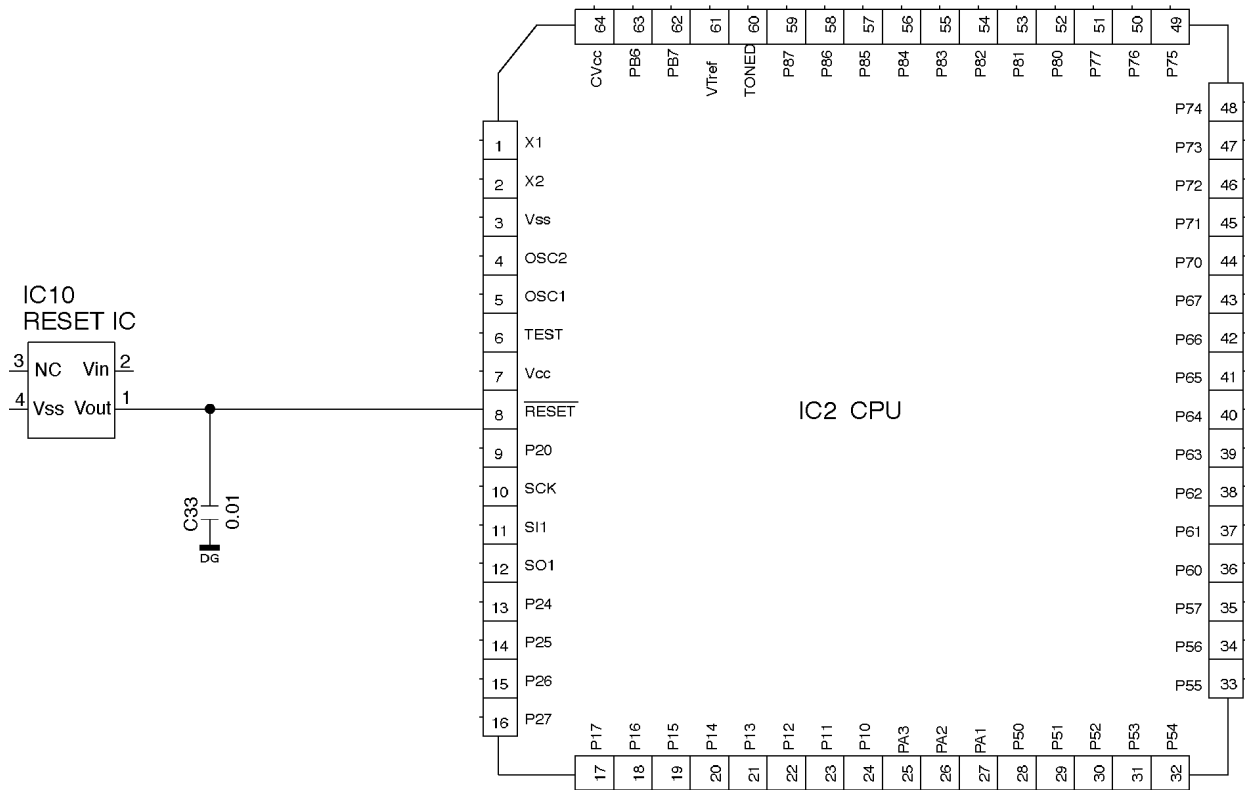 64 63 62 61 60 59 58 57 56 55 54 53 52 51 50 49
CVcc PB6 PB7 VTref TONED P87 P86 P85 P84 P83 P82 P81 P80 P77 P76 P75
1 X1
2 X2
3 Vss
4 OSC2
5 OSC1
6 TEST
7 Vcc
8 RESET
9 P20
10 SCK
11 SI1
12 SO1
13 P24
14 P25
15 P26
16 P27
IC10
RESET IC
3 NC Vin 2
4 Vss Vout 1
C33
0.01
DG
IC2 CPU
P74 48
P73 47
P72 46
P71 45
P70 44
P67 43
P66 42
P65 41
P64 40
P63 39
P62 38
P61 37
P60 36
P57 35
P56 34
P55 33
P17 P16 P15 P14 P13 P12 P11 P10 PA3 PA2 PA1 P50 P51 P52 P53 P54
17 18 19 20 21 22 23 24 25 26 27 28 29 30 31 32